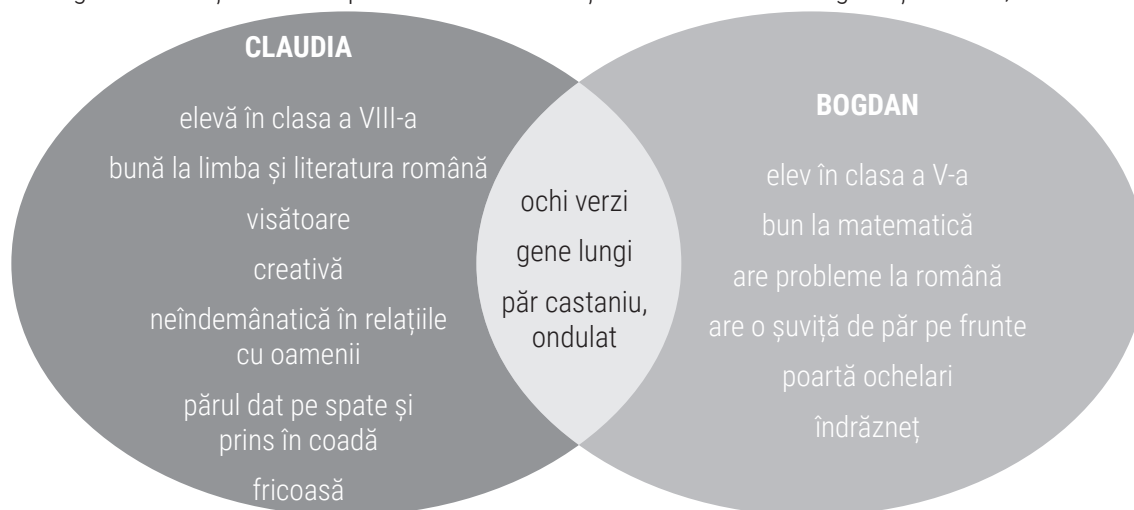 CLAUDIA
elevă în clasa a VIII-a
bună la limba și literatura română
visătoare
creativă
neîndemânatică în relațiile
cu oamenii
părul dat pe spate și
prins în coadă
fricoasă
ochi verzi
gene lungi
păr castaniu,
ondulat
BOGDAN
elev în clasa a V-a
bun la matematică
are probleme la română
are o șuviță de păr pe frunte
poartă ochelari
îndrăzneț